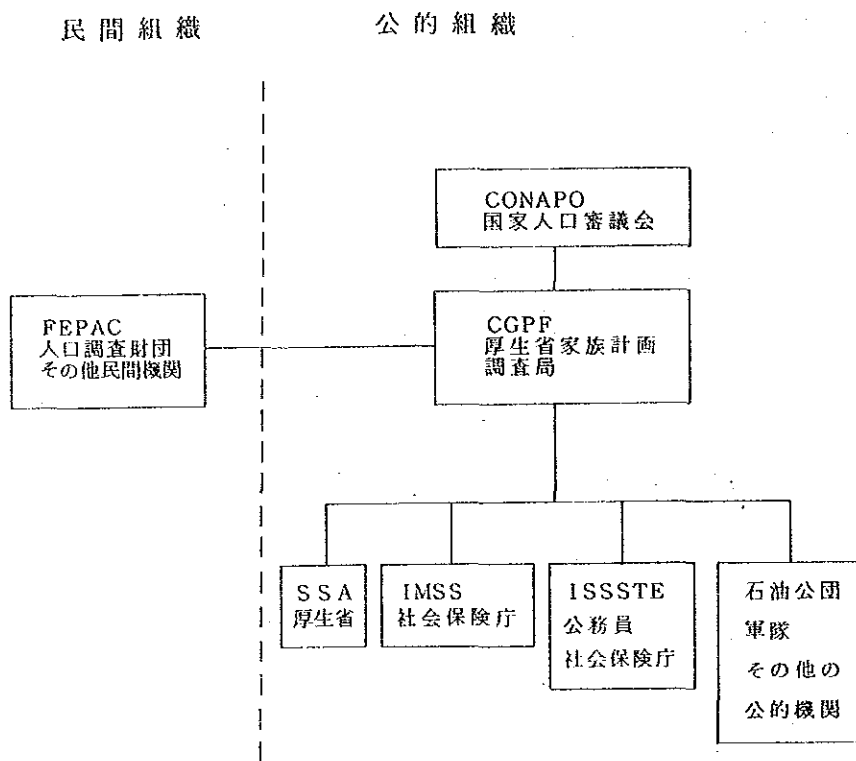 民間組織
公的組織
CONAPO
国家人口審議会
FEPAC
人口調査財団
その他民間機関
CGPF
厚生省家族計画
調査局
SSA
厚生省
IMSS
社会保険庁
ISSSTE
公務員
社会保険庁
石油公団
軍隊
その他の
公的機関